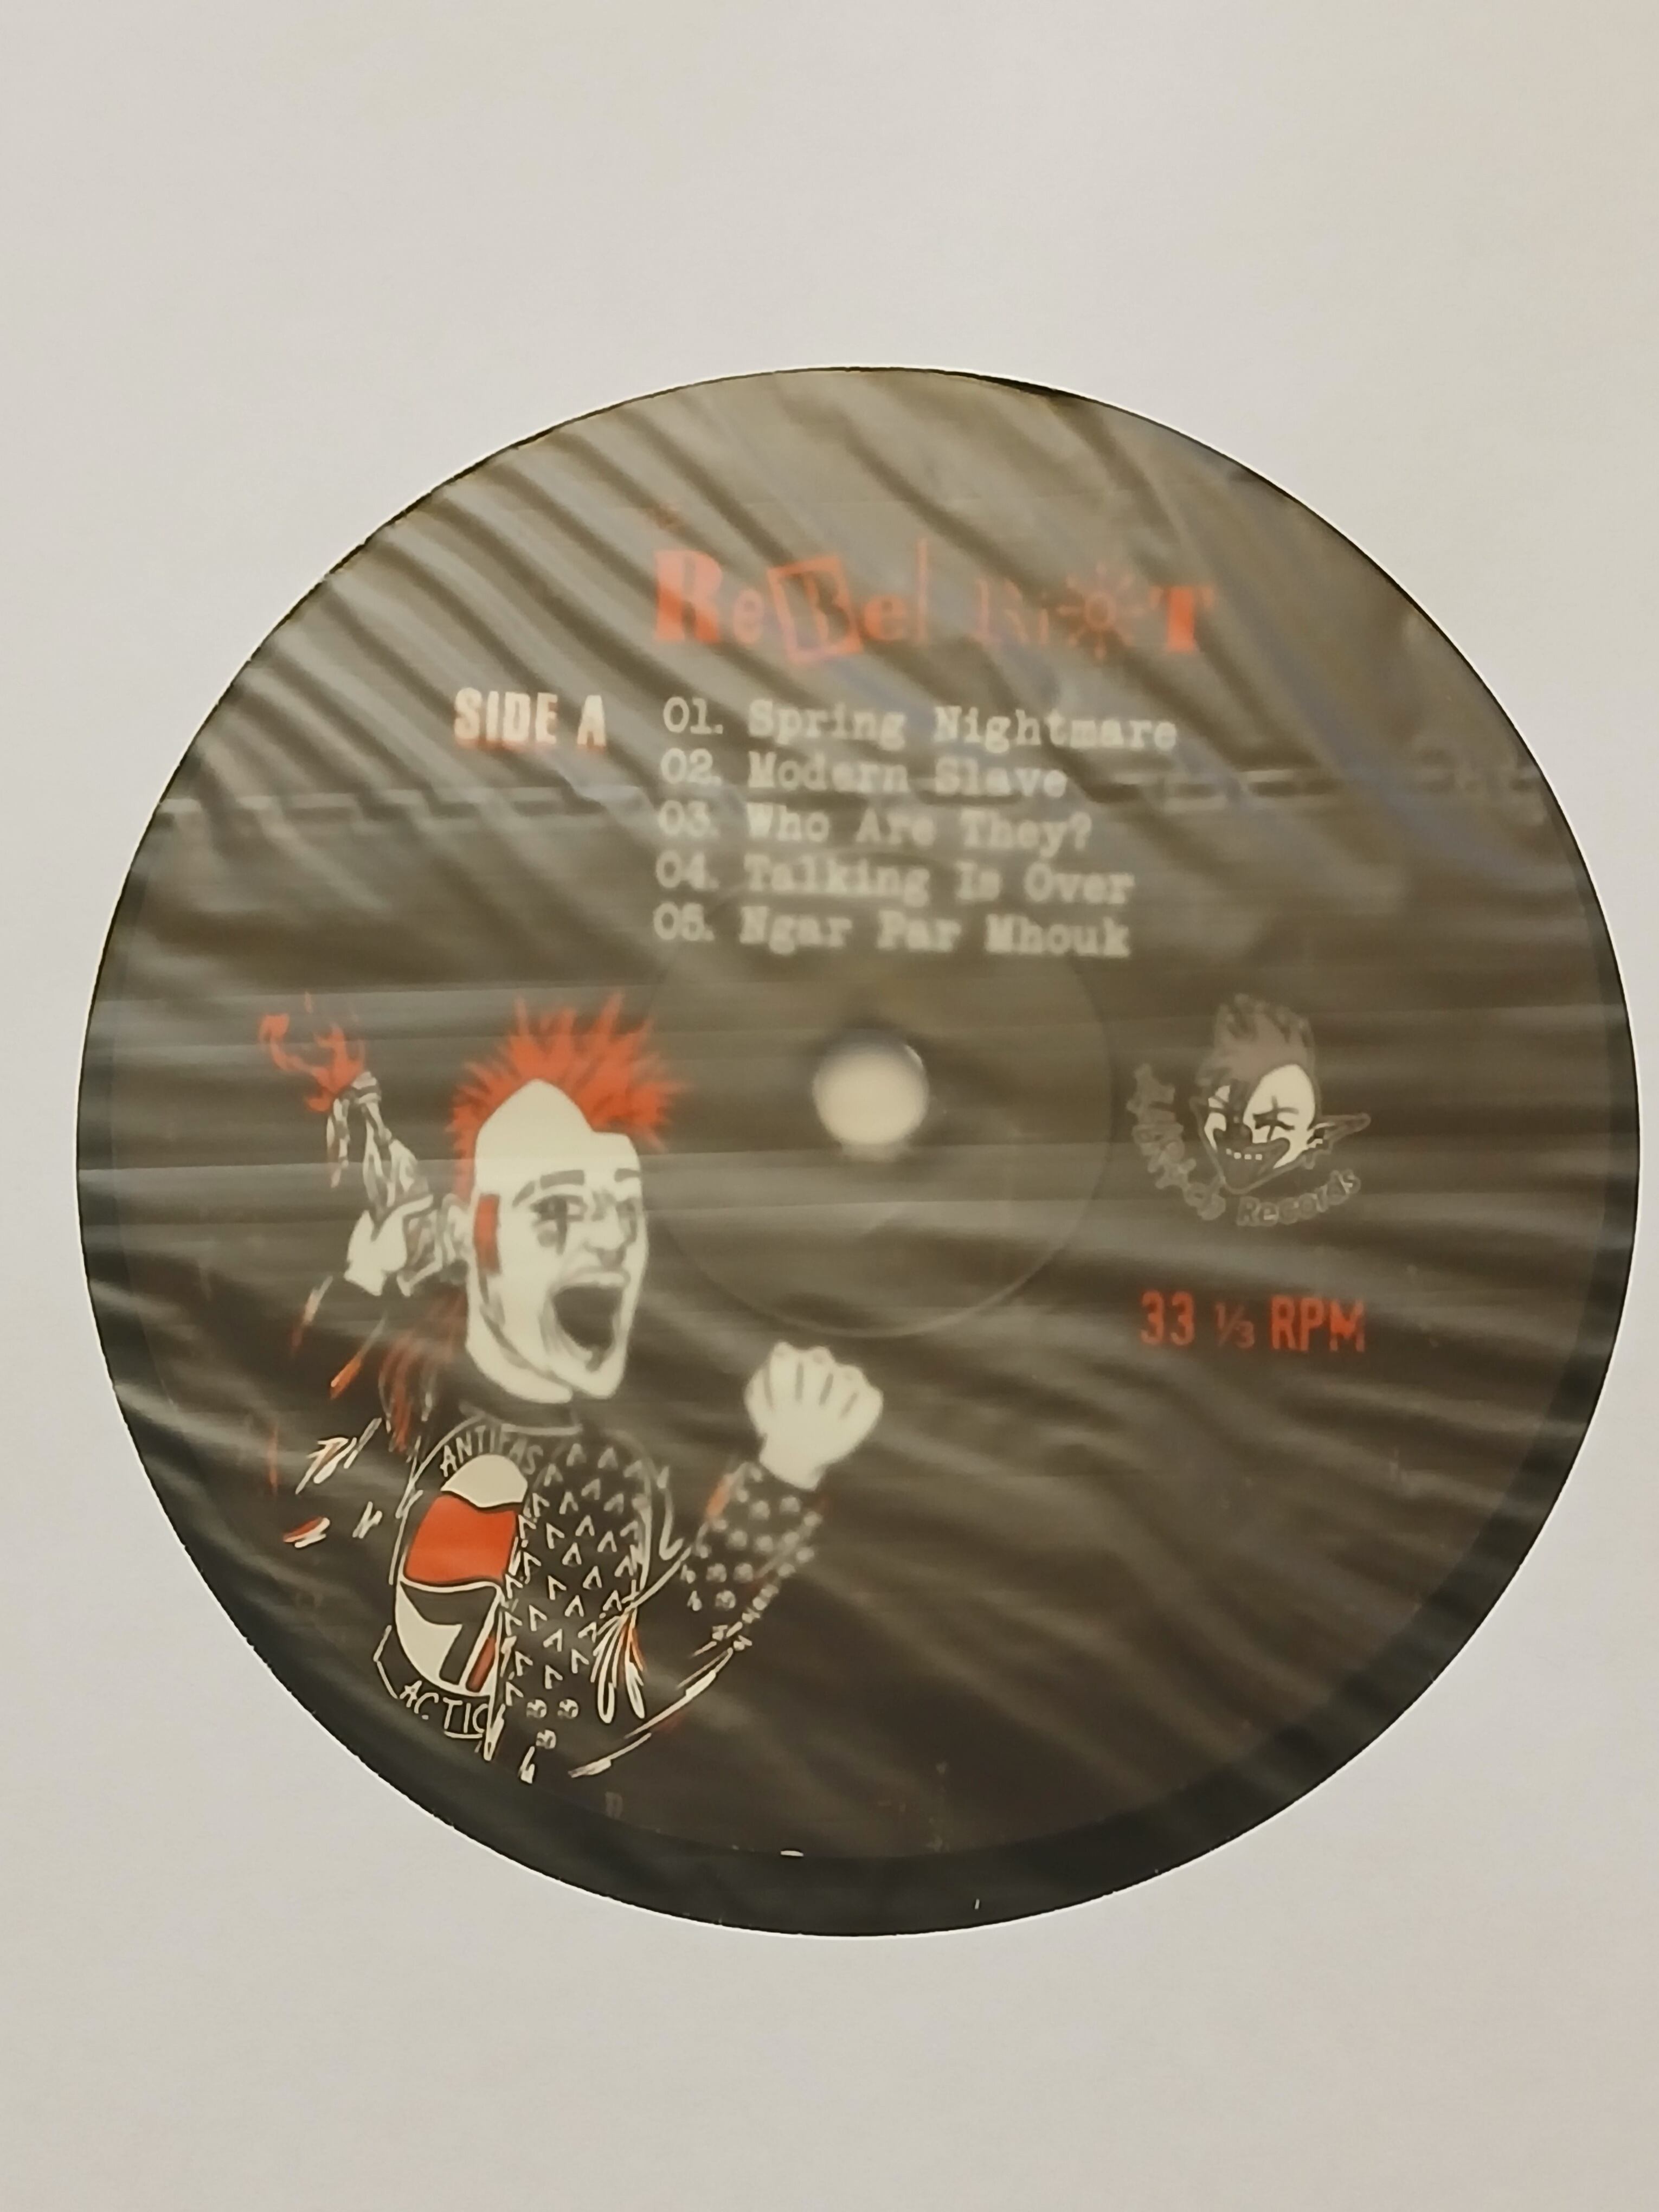 ReBel RiOT
SIDE A
01. Spring Nightmare
02. Modern Slave
03. Who Are They?
04. Talking Is Over
05. Ngar Par Mhouk
Records
33 1/3 RPM
ANTIFAS
ACTIO